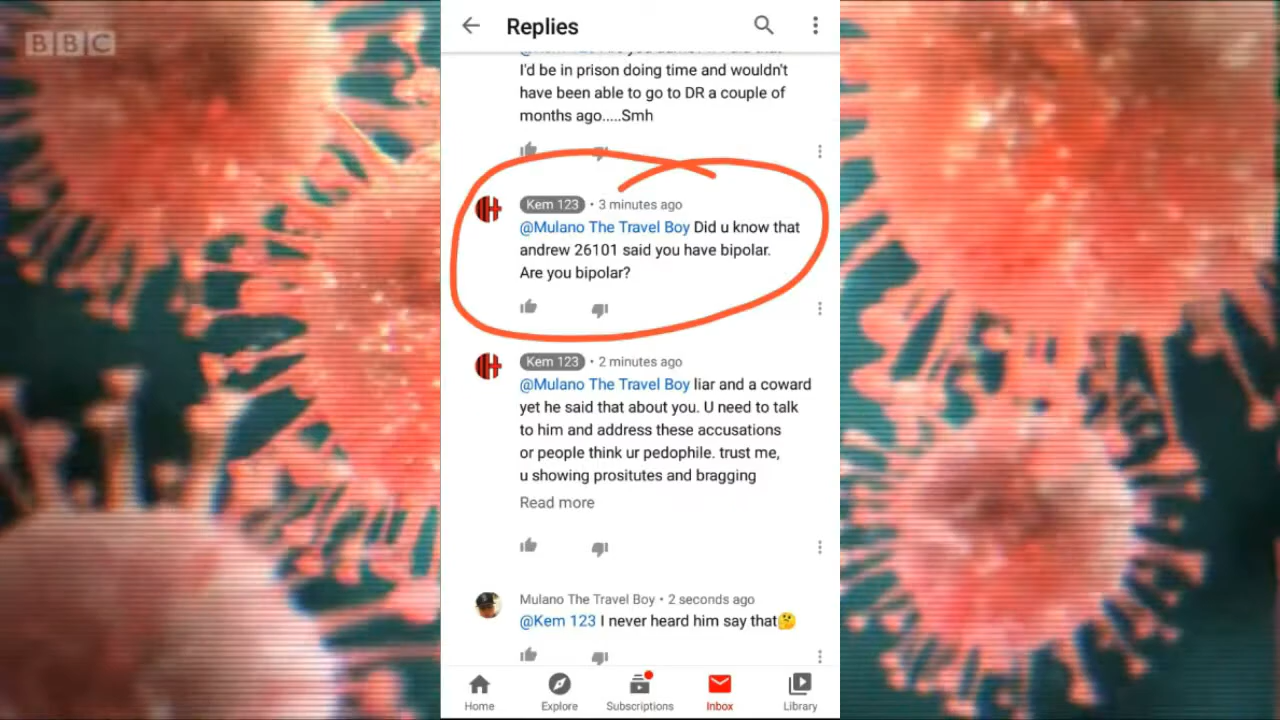 BBC
Replies
I'd be in prison doing time and wouldn't
have been able to go to DR a couple of
months ago.....Smh
Kem 123 • 3 minutes ago
@Mulano The Travel Boy Did u know that
andrew 26101 said you have bipolar.
Are you bipolar?
Kem 123 • 2 minutes ago
@Mulano The Travel Boy liar and a coward
yet he said that about you. U need to talk
to him and address these accusations
or people think ur pedophile. trust me,
u showing prositutes and bragging
Read more
Mulano The Travel Boy • 2 seconds ago
@Kem 123 I never heard him say that🤔
Home
Explore
Subscriptions
Inbox
Library